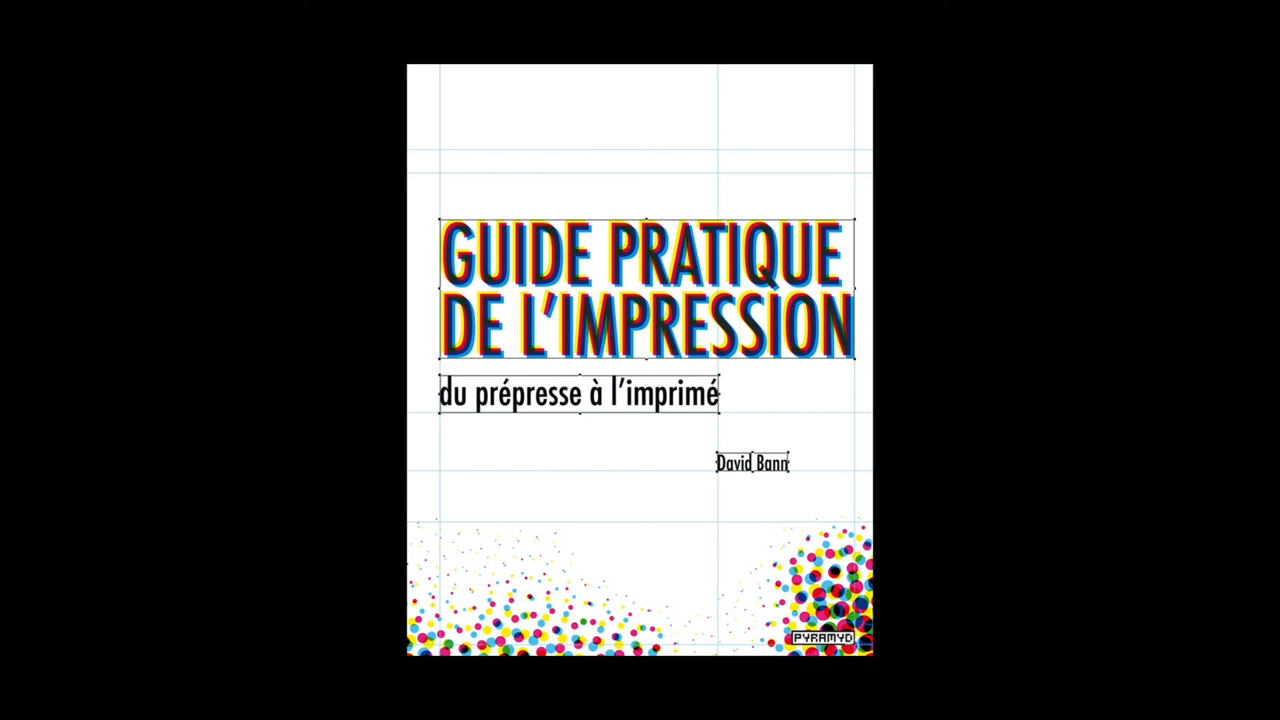 GUIDE PRATIQUE
DE L’IMPRESSION
du prépresse à l’imprimé
David Bann
PYRAMYD